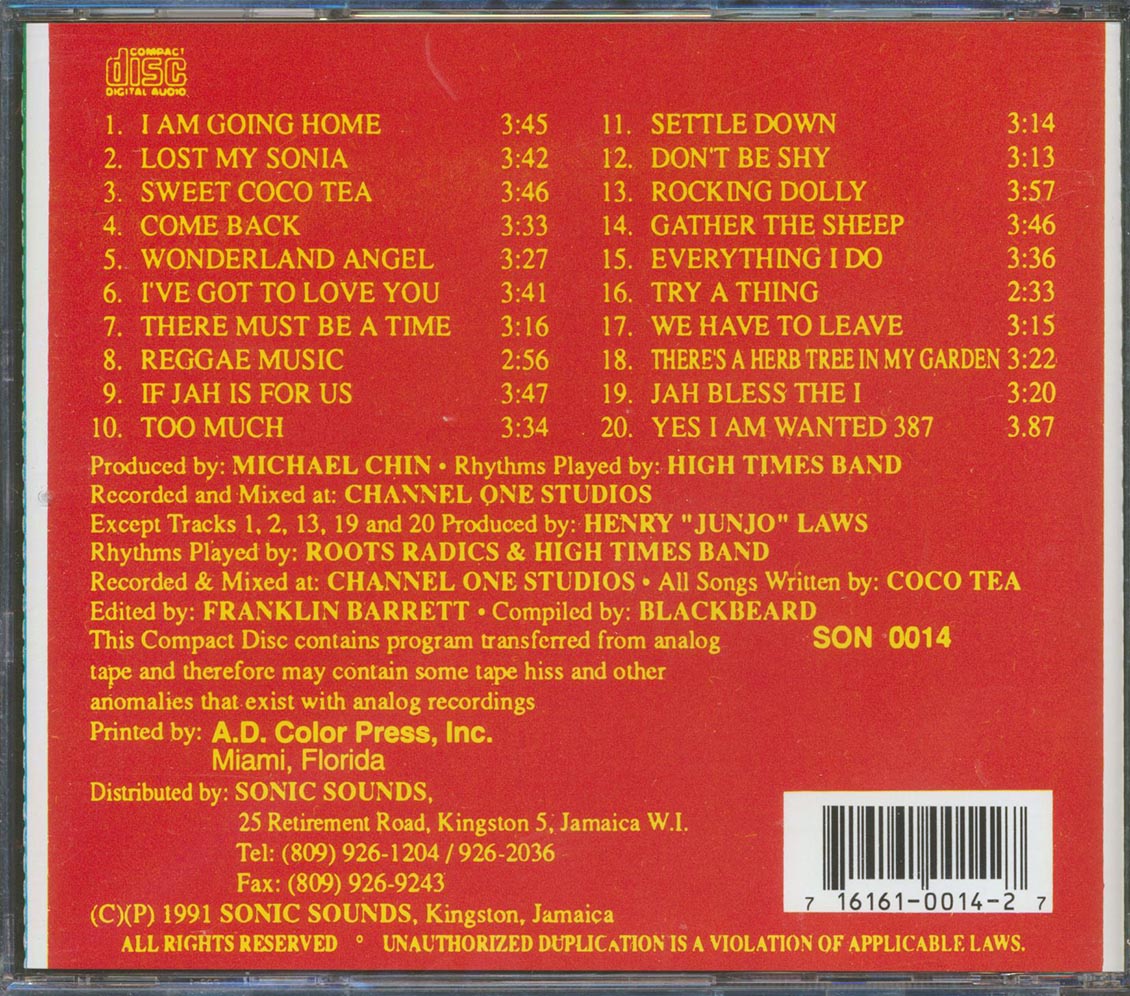 COMPACT
disc
DIGITAL AUDIO
1. I AM GOING HOME 3:45
2. LOST MY SONIA 3:42
3. SWEET COCO TEA 3:46
4. COME BACK 3:33
5. WONDERLAND ANGEL 3:27
6. I'VE GOT TO LOVE YOU 3:41
7. THERE MUST BE A TIME 3:16
8. REGGAE MUSIC 2:56
9. IF JAH IS FOR US 3:47
10. TOO MUCH 3:34
11. SETTLE DOWN 3:14
12. DON'T BE SHY 3:13
13. ROCKING DOLLY 3:57
14. GATHER THE SHEEP 3:46
15. EVERYTHING I DO 3:36
16. TRY A THING 2:33
17. WE HAVE TO LEAVE 3:15
18. THERE'S A HERB TREE IN MY GARDEN 3:22
19. JAH BLESS THE I 3:20
20. YES I AM WANTED 387 3.87
Produced by: MICHAEL CHIN • Rhythms Played by: HIGH TIMES BAND
Recorded and Mixed at: CHANNEL ONE STUDIOS
Except Tracks 1, 2, 13, 19 and 20 Produced by: HENRY "JUNJO" LAWS
Rhythms Played by: ROOTS RADICS & HIGH TIMES BAND
Recorded & Mixed at: CHANNEL ONE STUDIOS • All Songs Written by: COCO TEA
Edited by: FRANKLIN BARRETT • Compiled by: BLACKBEARD
This Compact Disc contains program transferred from analog SON 0014
tape and therefore may contain some tape hiss and other
anomalies that exist with analog recordings
Printed by: A.D. Color Press, Inc.
Miami, Florida
Distributed by: SONIC SOUNDS,
25 Retirement Road, Kingston 5, Jamaica W.I.
Tel: (809) 926-1204 / 926-2036
Fax: (809) 926-9243
(C)(P) 1991 SONIC SOUNDS, Kingston, Jamaica
ALL RIGHTS RESERVED ° UNAUTHORIZED DUPLICATION IS A VIOLATION OF APPLICABLE LAWS.
7 16161-0014-2 7